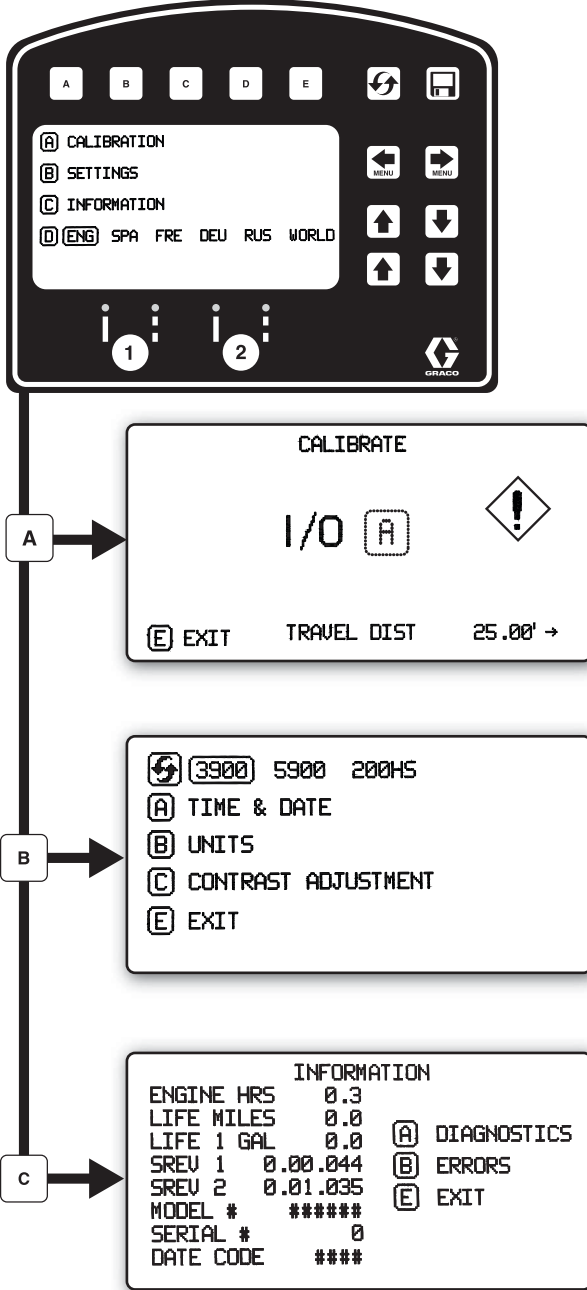 A B C D E
A CALIBRATION
B SETTINGS
C INFORMATION
D ENG SPA FRE DEU RUS WORLD
MENU MENU
1 2
GRACO
A
CALIBRATE
I/O A
!
E EXIT TRAVEL DIST 25.00' →
B
3900 5900 200HS
A TIME & DATE
B UNITS
C CONTRAST ADJUSTMENT
E EXIT
C
INFORMATION
ENGINE HRS 0.3
LIFE MILES 0.0
LIFE 1 GAL 0.0
SREV 1 0.00.044
SREV 2 0.01.035
MODEL # ######
SERIAL # 0
DATE CODE ####
A DIAGNOSTICS
B ERRORS
E EXIT